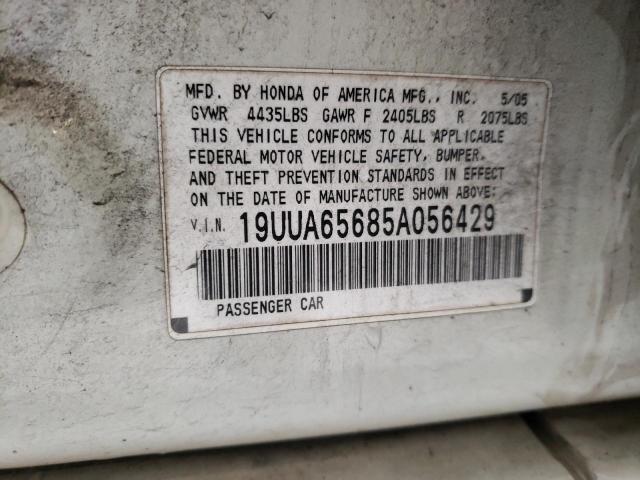 MFD. BY HONDA OF AMERICA MFG., INC. 5/05
GVWR 4435LBS GAWR F 2405LBS R 2075LBS
THIS VEHICLE CONFORMS TO ALL APPLICABLE
FEDERAL MOTOR VEHICLE SAFETY, BUMPER,
AND THEFT PREVENTION STANDARDS IN EFFECT
ON THE DATE OF MANUFACTURE SHOWN ABOVE.
V.I.N. 19UUA65685A056429
PASSENGER CAR